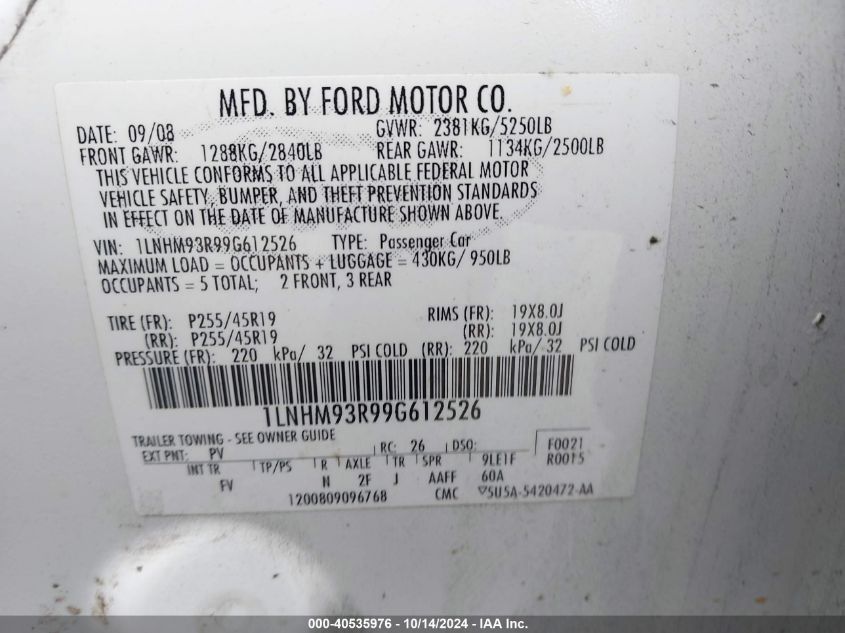 MFD. BY FORD MOTOR CO.
DATE: 09/08 GVWR: 2381KG/5250LB
FRONT GAWR: 1288KG/2840LB REAR GAWR: 1134KG/2500LB
THIS VEHICLE CONFORMS TO ALL APPLICABLE FEDERAL MOTOR
VEHICLE SAFETY, BUMPER, AND THEFT PREVENTION STANDARDS
IN EFFECT ON THE DATE OF MANUFACTURE SHOWN ABOVE.
VIN: 1LNHM93R99G612526 TYPE: Passenger Car
MAXIMUM LOAD = OCCUPANTS + LUGGAGE = 430KG/ 950LB
OCCUPANTS = 5 TOTAL; 2 FRONT, 3 REAR
TIRE (FR): P255/45R19 RIMS (FR): 19X8.0J
(RR): P255/45R19 (RR): 19X8.0J
PRESSURE (FR): 220 kPa/ 32 PSI COLD (RR): 220 kPa/ 32 PSI COLD
1LNHM93R99G612526
TRAILER TOWING - SEE OWNER GUIDE
EXT PNT: PV RC: 26 DSO: F0021
INT TR TP/PS R AXLE TR SPR 9LE1F R0015
FV N 2F J AAFF 60A
1200809096768 CMC ▽5U5A-5420472-AA
000-40535976 - 10/14/2024 - IAA Inc.